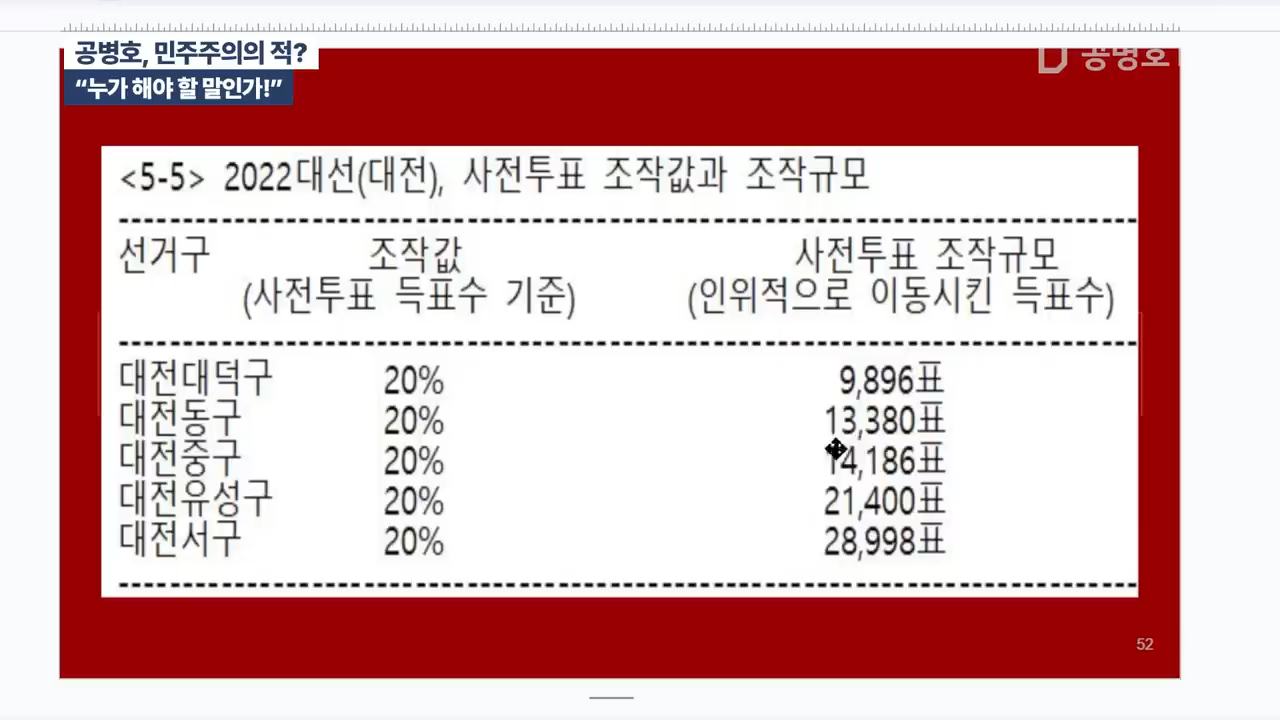 공병호, 민주주의의 적?
“누가 해야 할 말인가!”
공병호
<5-5> 2022대선(대전), 사전투표 조작값과 조작규모
선거구 조작값 사전투표 조작규모
(사전투표 득표수 기준) (인위적으로 이동시킨 득표수)
대전대덕구 20% 9,896표
대전동구 20% 13,380표
대전중구 20% 14,186표
대전유성구 20% 21,400표
대전서구 20% 28,998표
52